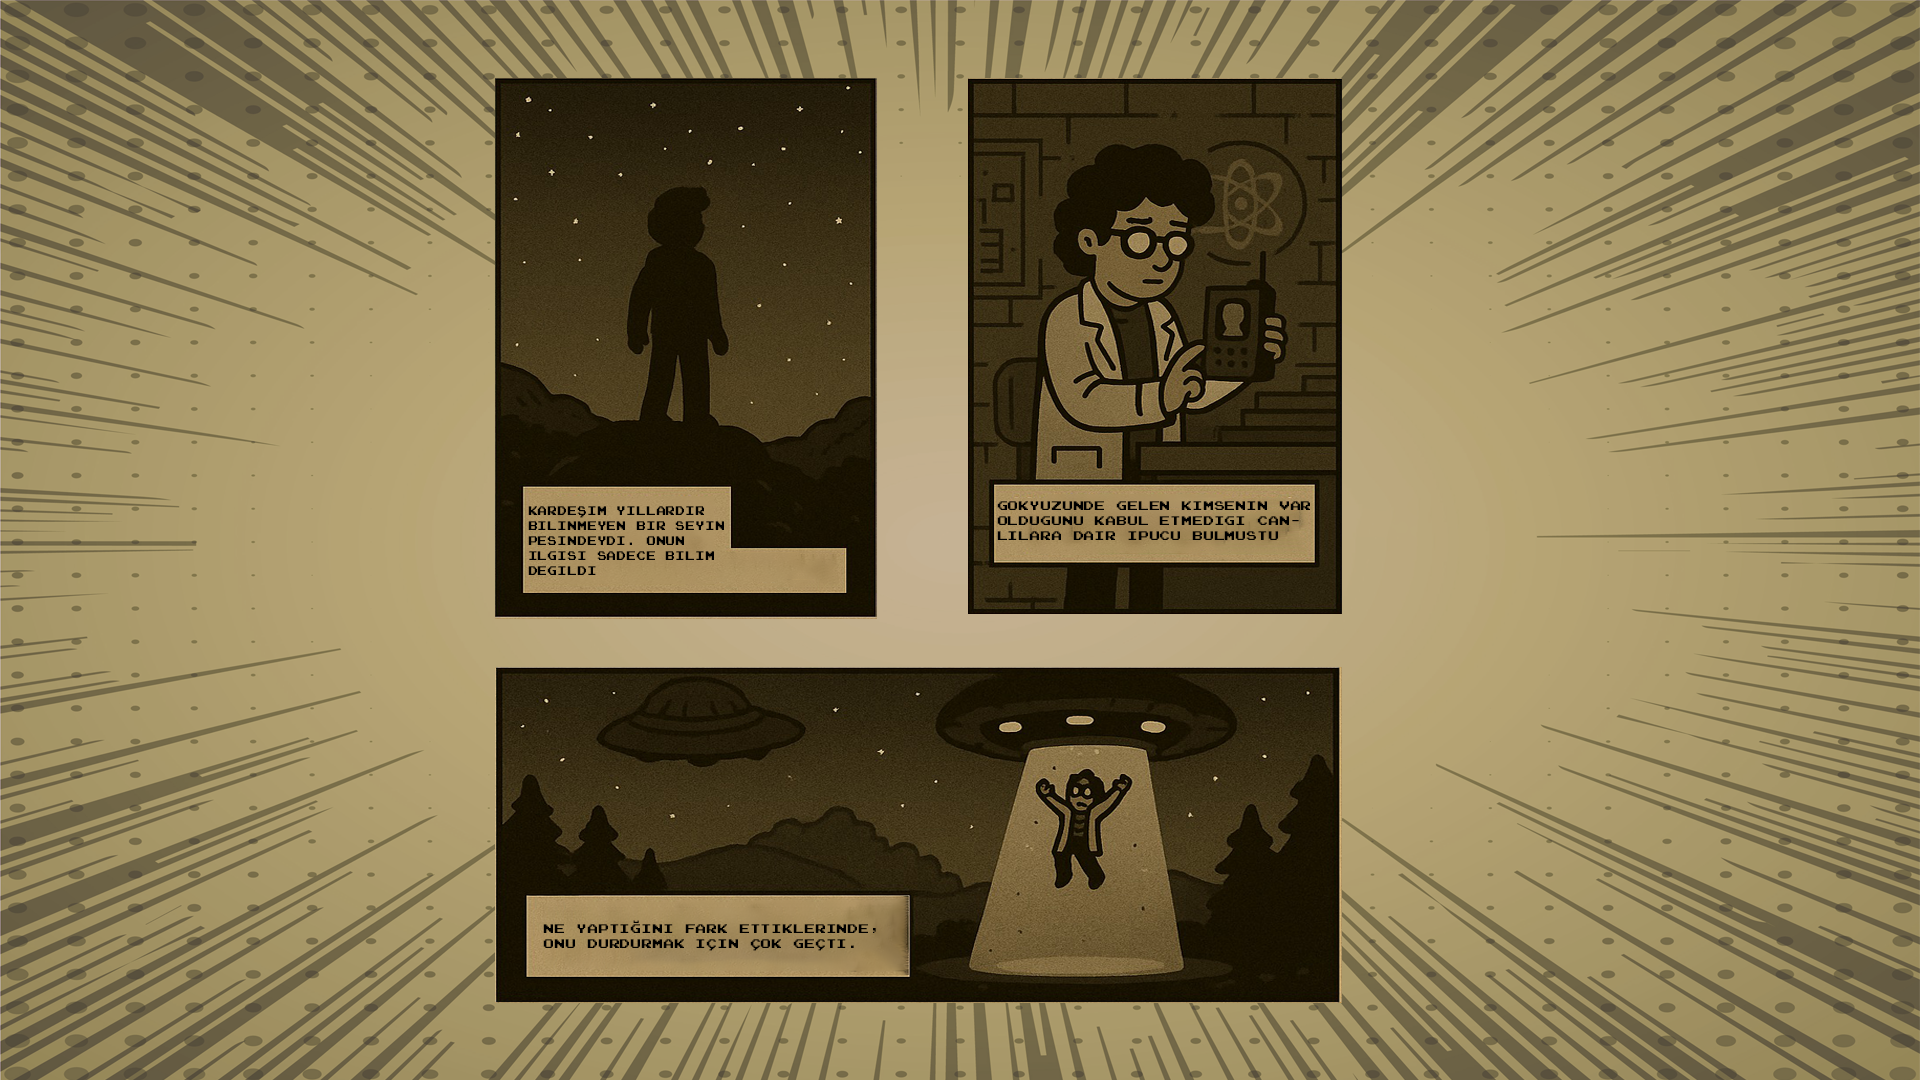 KARDEŞIM YILLARDIR
BILINMEYEN BIR SEYIN
PESINDEYDI. ONUN
ILGISI SADECE BILIM
DEGILDI
GOKYUZUNDE GELEN KIMSENIN VAR
OLDUGUNU KABUL ETMEDIGI CAN-
LILARA DAIR IPUCU BULMUSTU
NE YAPTIĞINI FARK ETTIKLERINDE,
ONU DURDURMAK IÇIN ÇOK GEÇTI.